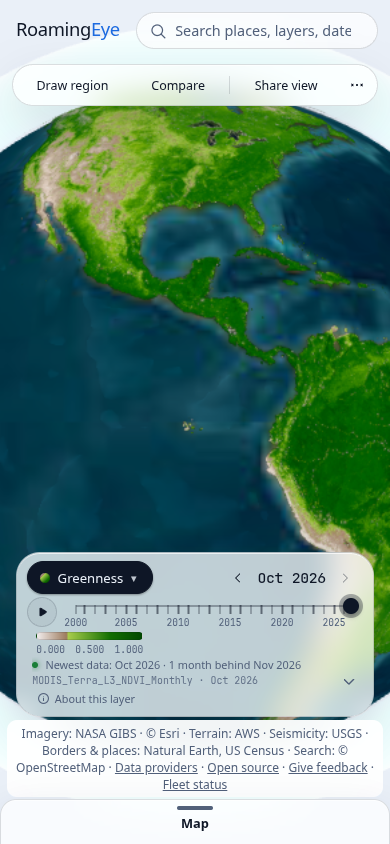 RoamingEye
Search places, layers, date
Draw region
Compare
Share view
Greenness ▾
Oct 2026
2000 2005 2010 2015 2020 2025
0.000 0.500 1.000
Newest data: Oct 2026 · 1 month behind Nov 2026
MODIS_Terra_L3_NDVI_Monthly · Oct 2026
About this layer
Imagery: NASA GIBS · © Esri · Terrain: AWS · Seismicity: USGS ·
Borders & places: Natural Earth, US Census · Search: ©
OpenStreetMap · Data providers · Open source · Give feedback ·
Fleet status
Map